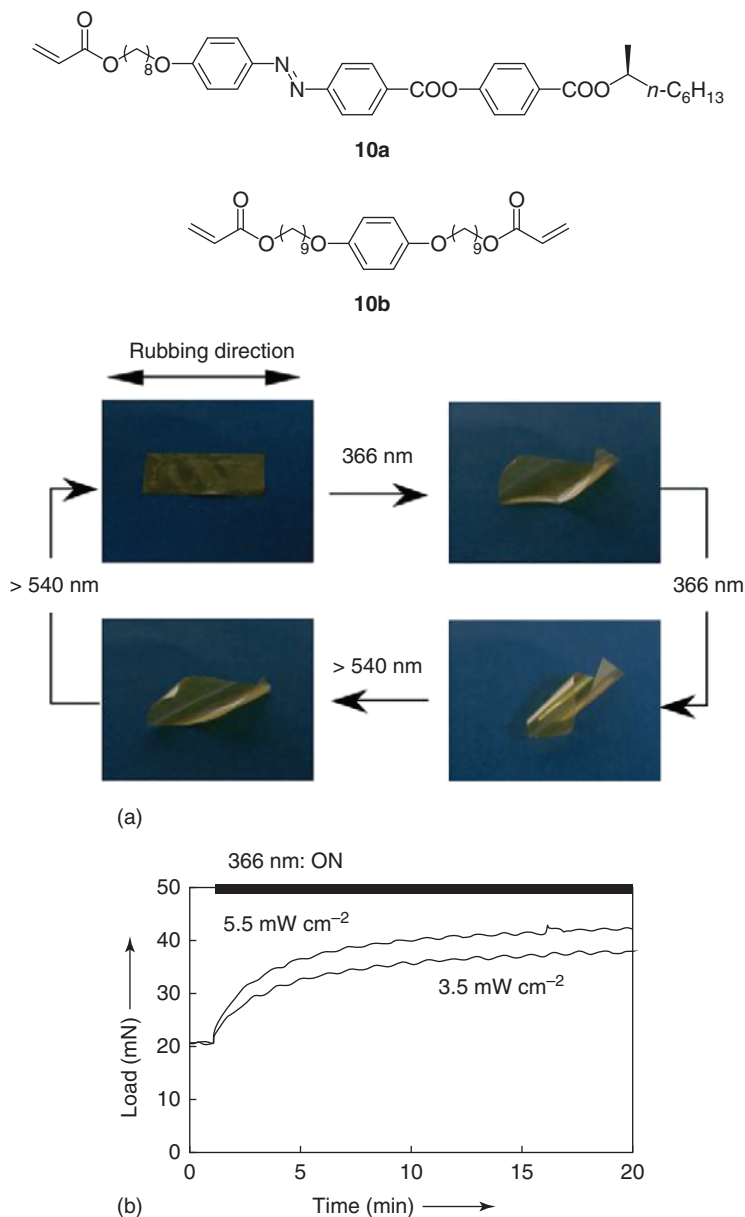 O
O
( )
8
O
N
N
COO
COO
n-C₆H₁₃
10a
O
O
( )
9
O
O
( )
9
O
O
10b
Rubbing direction
366 nm
> 540 nm
366 nm
> 540 nm
(a)
366 nm: ON
50
5.5 mW cm⁻²
40
3.5 mW cm⁻²
30
20
10
0
Load (mN)
0 5 10 15 20
(b)
Time (min)